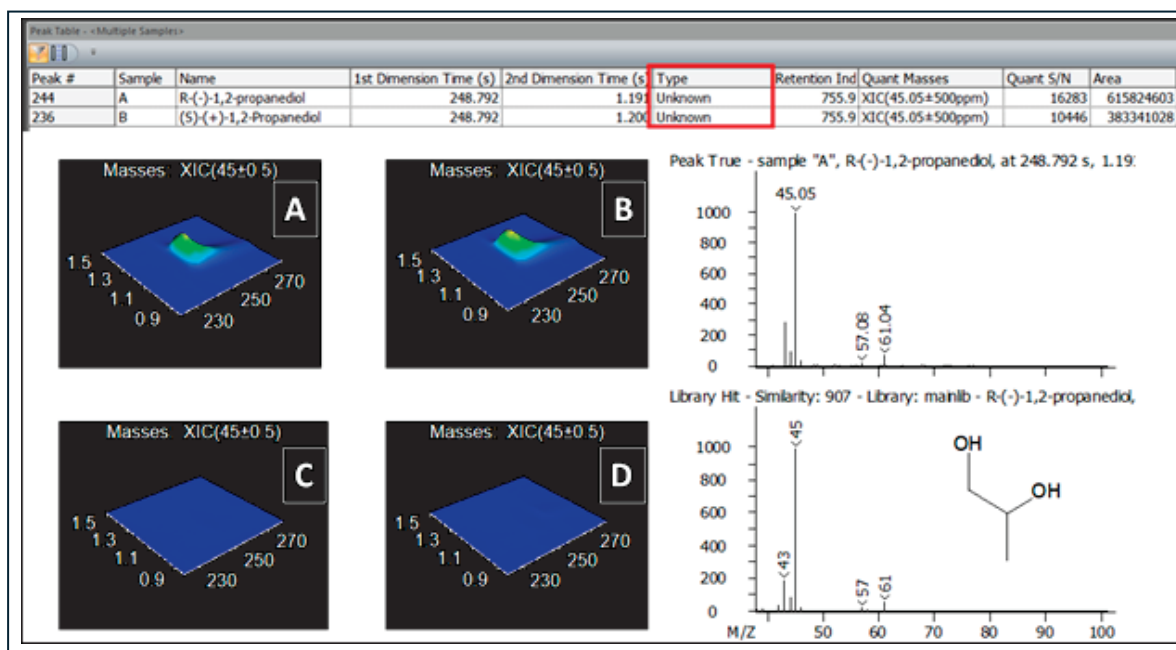 Peak Table - <Multiple Samples>
Peak # Sample Name 1st Dimension Time (s) 2nd Dimension Time (s) Type Retention Ind Quant Masses Quant S/N Area
244 A R-(-)-1,2-propanediol 248.792 1.191 Unknown 755.9 XIC(45.05±500ppm) 16283 615824603
236 B (S)-(+)-1,2-Propanediol 248.792 1.200 Unknown 755.9 XIC(45.05±500ppm) 10446 383341028
Masses XIC(45±0 5)
A
1.5
1 3
1.1
0.9
230
250
270
Masses XIC(45±0 5)
B
1.5
1 3
1.1
0.9
230
250
270
Peak True - sample "A", R-(-)-1,2-propanediol, at 248.792 s, 1.19
45.05
1000
800
600
400
200
0
57.08
61.04
50 60 70 80 90 100
Masses XIC(45±0 5)
C
1 5
1 3
1.1
0.9
230
250
270
Masses XIC(45±0 5)
D
1 5
1 3
1.1
0.9
230
250
270
Library Hit - Similarity: 907 - Library: mainlib - R-(-)-1,2-propanediol,
45
1000
800
600
400
200
0
43
57
61
OH
OH
M/Z 50 60 70 80 90 100